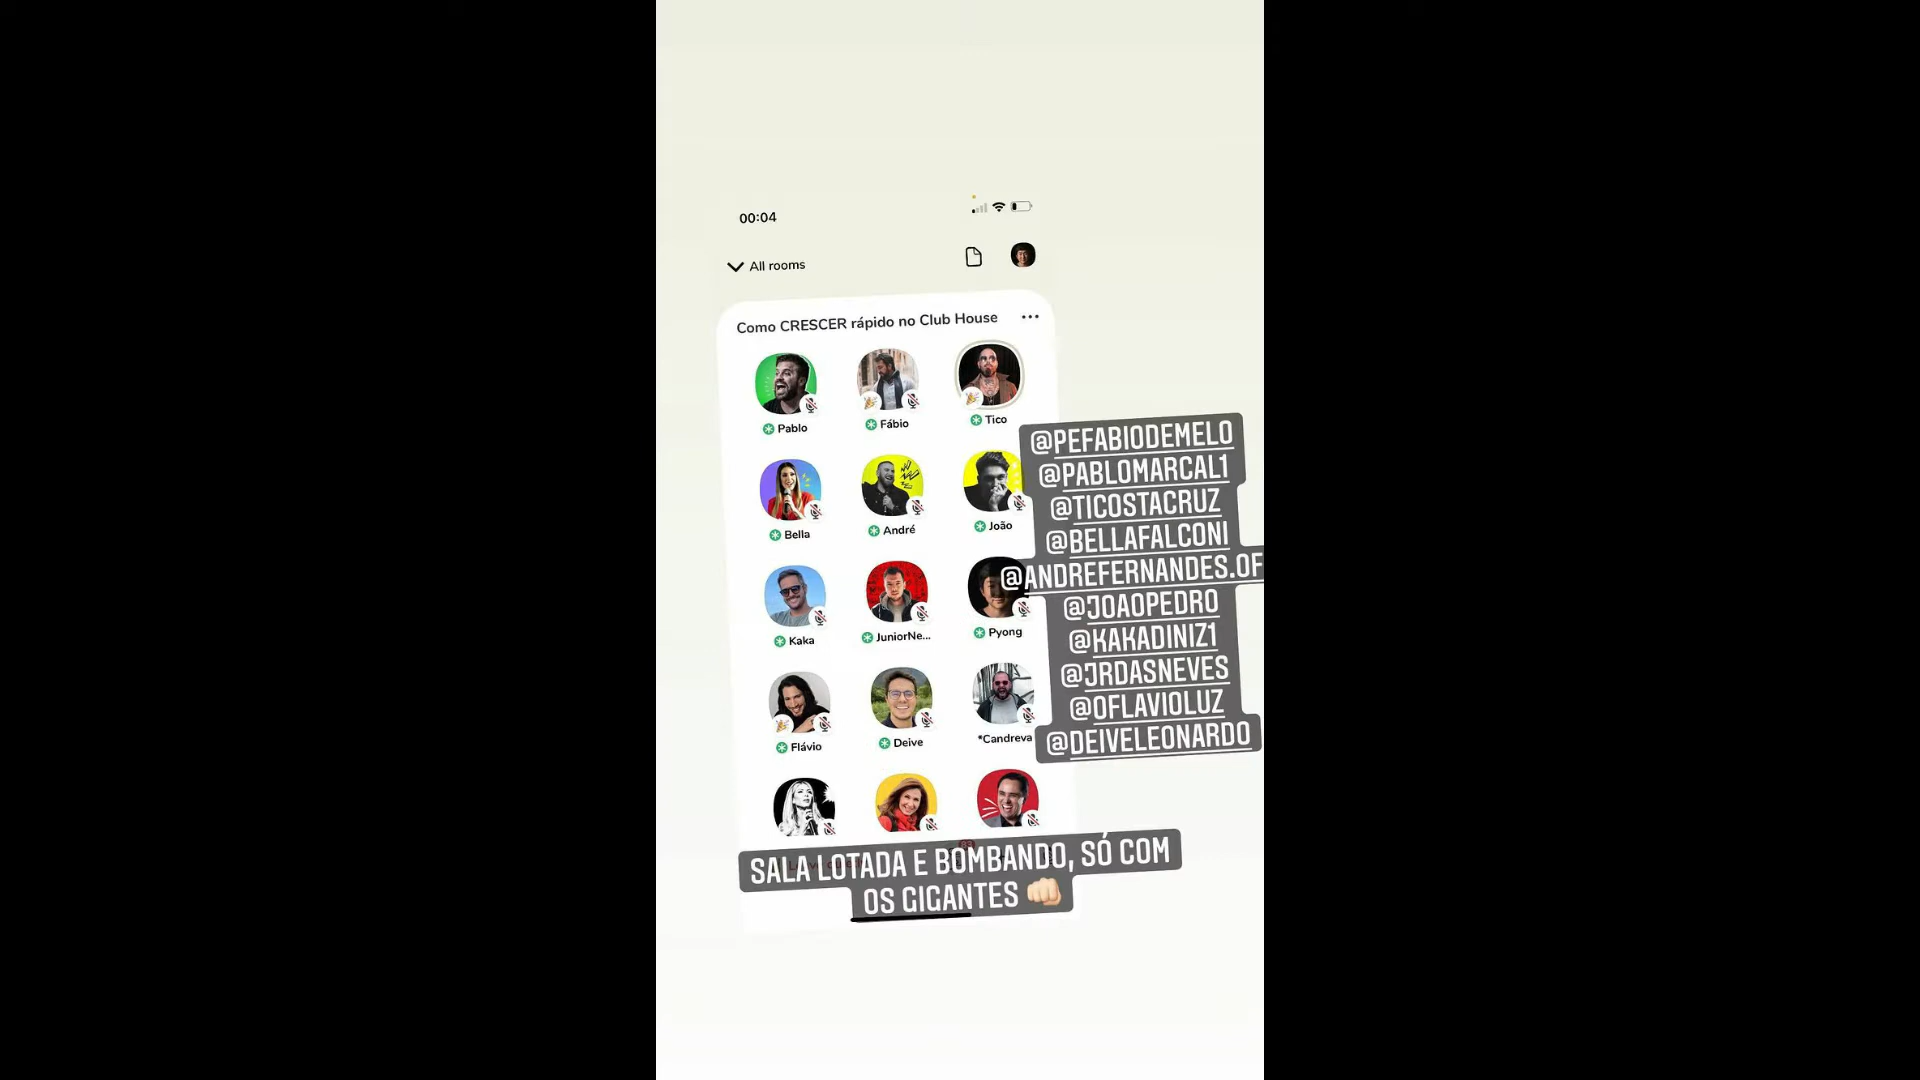 00:04
All rooms
Como CRESCER rápido no Club House
Pablo
Fábio
Tico
@PEFABIODEMELO
@PABLOMARCAL1
@TICOSTACRUZ
@BELLAFALCONI
@ANDREFERNANDES.OF
@JOAOPEDRO
@KAKADINIZ1
@JRDASNEVES
@OFLAVIOLUZ
@DEIVELEONARDO
Bella
André
João
Kaka
JuniorNe...
Pyong
Flávio
Deive
*Candreva
SALA LOTADA E BOMBANDO, SÓ COM
OS GIGANTES 👊🏻